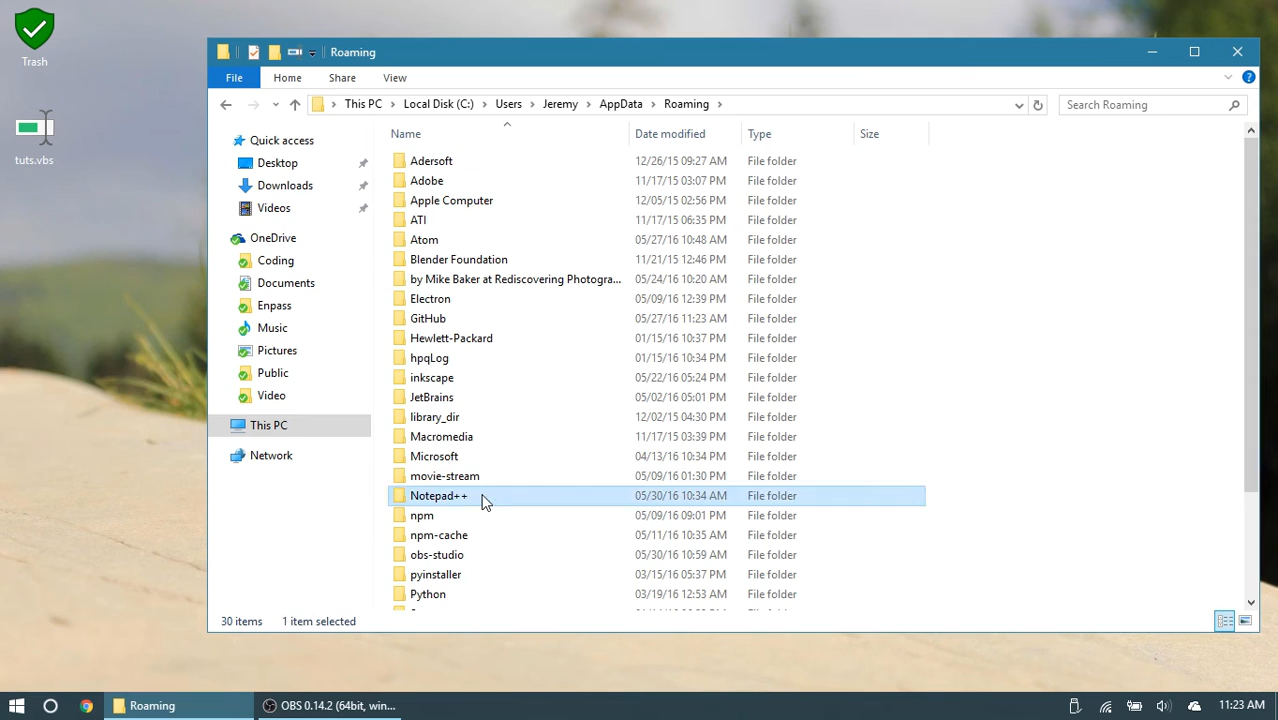 Trash
tuts.vbs
Roaming
File Home Share View
This PC Local Disk (C:) Users Jeremy AppData Roaming
Search Roaming
Quick access
Desktop
Downloads
Videos
OneDrive
Coding
Documents
Enpass
Music
Pictures
Public
Video
This PC
Network
Name Date modified Type Size
Adersoft 12/26/15 09:27 AM File folder
Adobe 11/17/15 03:07 PM File folder
Apple Computer 12/05/15 02:56 PM File folder
ATI 11/17/15 06:35 PM File folder
Atom 05/27/16 10:48 AM File folder
Blender Foundation 11/21/15 12:46 PM File folder
by Mike Baker at Rediscovering Photogra... 05/24/16 10:20 AM File folder
Electron 05/09/16 12:39 PM File folder
GitHub 05/27/16 11:23 AM File folder
Hewlett-Packard 01/15/16 10:37 PM File folder
hpqLog 01/15/16 10:34 PM File folder
inkscape 05/22/16 05:24 PM File folder
JetBrains 05/02/16 05:01 PM File folder
library_dir 12/02/15 04:30 PM File folder
Macromedia 11/17/15 03:39 PM File folder
Microsoft 04/13/16 10:34 PM File folder
movie-stream 05/09/16 01:30 PM File folder
Notepad++ 05/30/16 10:34 AM File folder
npm 05/09/16 09:01 PM File folder
npm-cache 05/11/16 10:35 AM File folder
obs-studio 05/30/16 10:59 AM File folder
pyinstaller 03/15/16 05:37 PM File folder
Python 03/19/16 12:53 AM File folder
30 items 1 item selected
Roaming
OBS 0.14.2 (64bit, win...
11:23 AM